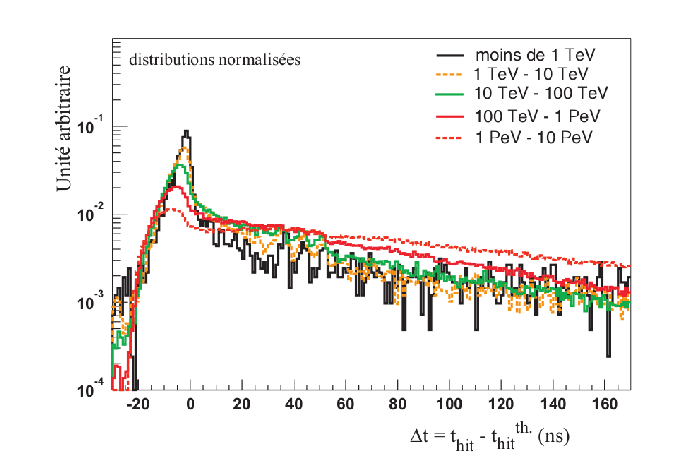 distributions normalisées
moins de 1 TeV
1 TeV - 10 TeV
10 TeV - 100 TeV
100 TeV - 1 PeV
1 PeV - 10 PeV
Unité arbitraire
10-1
10-2
10-3
10-4
-20 0 20 40 60 80 100 120 140 160
Δt = thit - thit th. (ns)